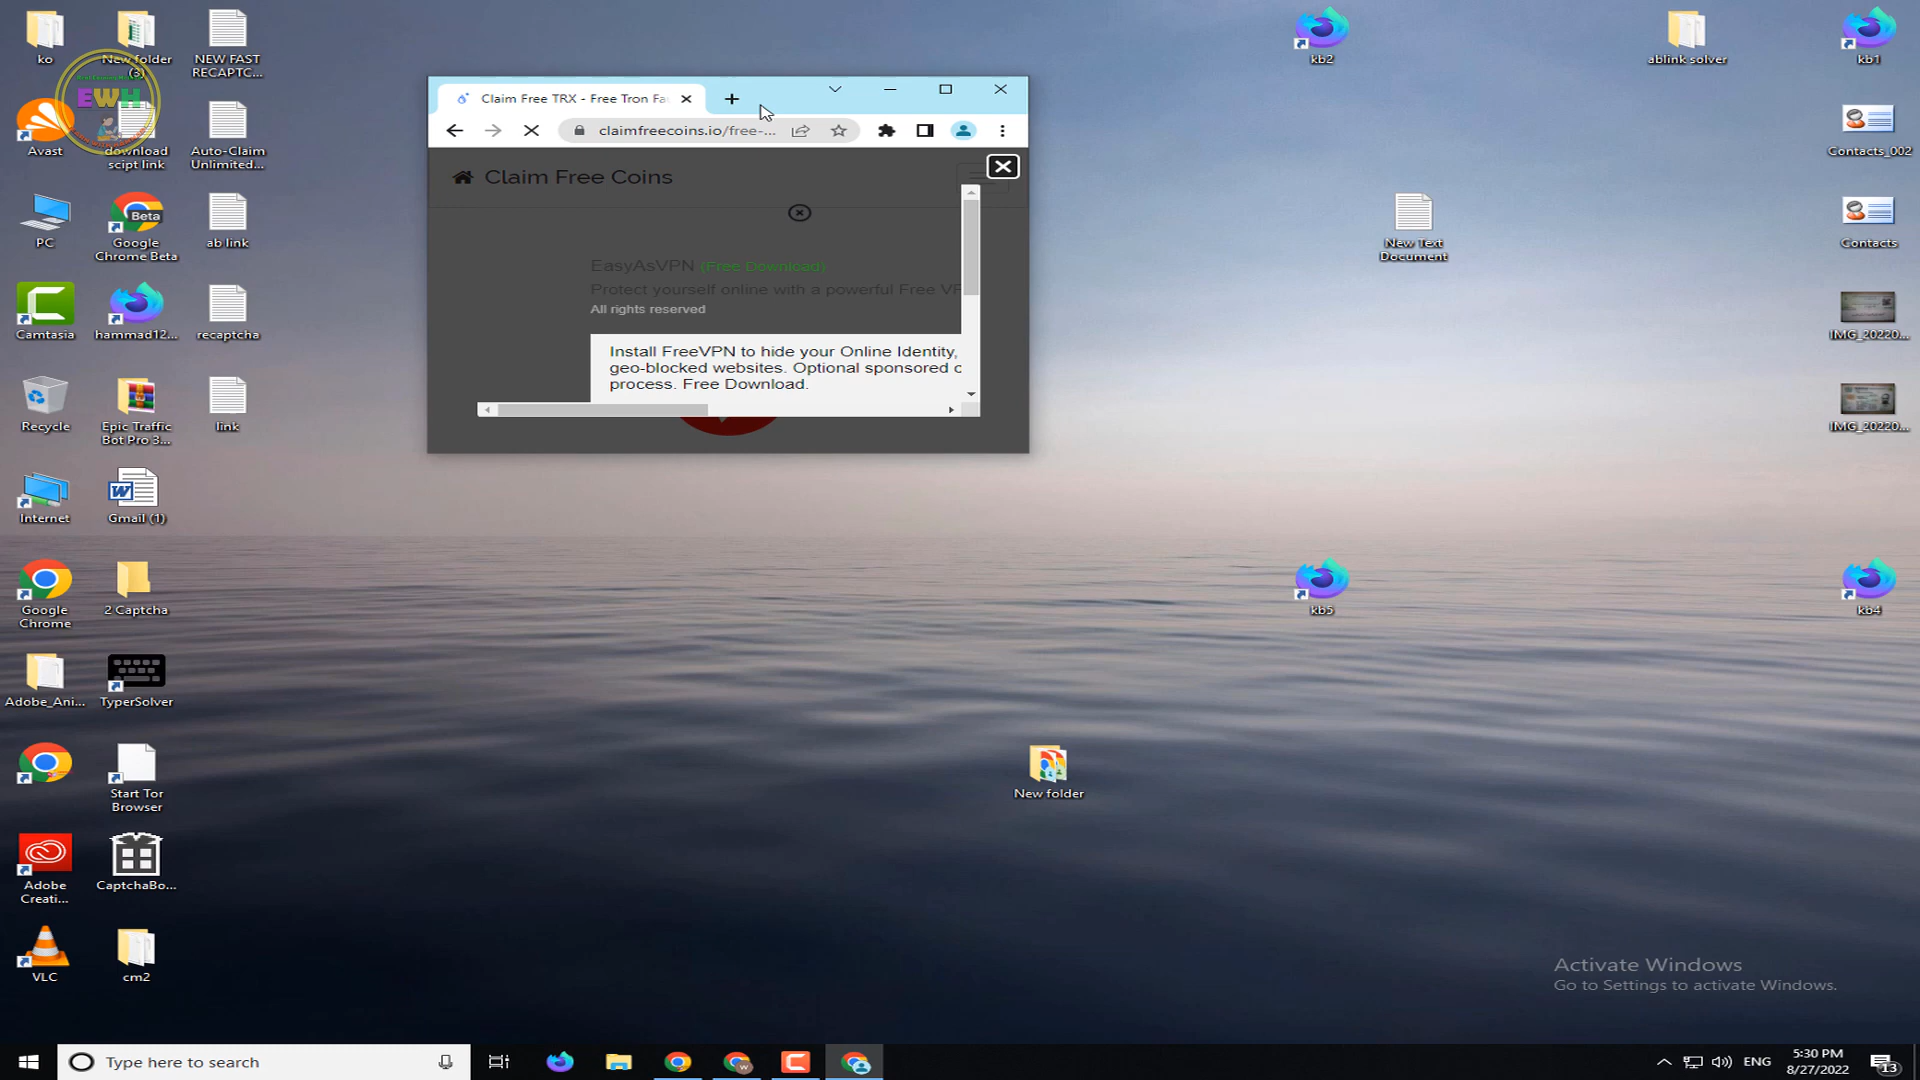 ko
New folder
(3)
NEW FAST
RECAPTC...
EWH
Avast
download
scipt link
Auto-Claim
Unlimited...
PC
Beta
Google
Chrome Beta
ab link
Camtasia
hammad12...
recaptcha
Recycle
Epic Traffic
Bot Pro 3...
link
Internet
Gmail (1)
Google
Chrome
2 Captcha
Adobe_Ani...
TyperSolver
Start Tor
Browser
Adobe
Creati...
CaptchaBo...
VLC
cm2
Claim Free TRX - Free Tron Fau
claimfreecoins.io/free-...
Claim Free Coins
EasyAsVPN (Free Download)
Protect yourself online with a powerful Free VP
All rights reserved
Install FreeVPN to hide your Online Identity,
geo-blocked websites. Optional sponsored o
process. Free Download.
kb2
ablink solver
kb1
Contacts_002
New Text
Document
Contacts
IMG_20220...
IMG_20220...
kb5
kb4
New folder
Activate Windows
Go to Settings to activate Windows.
Type here to search
ENG
5:30 PM
8/27/2022
13